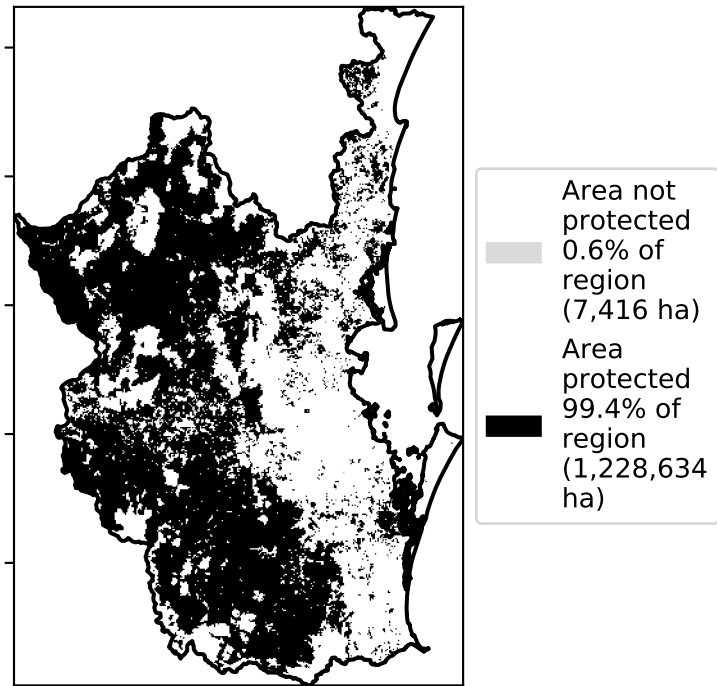 Area not
protected
0.6% of
region
(7,416 ha)
Area
protected
99.4% of
region
(1,228,634
ha)